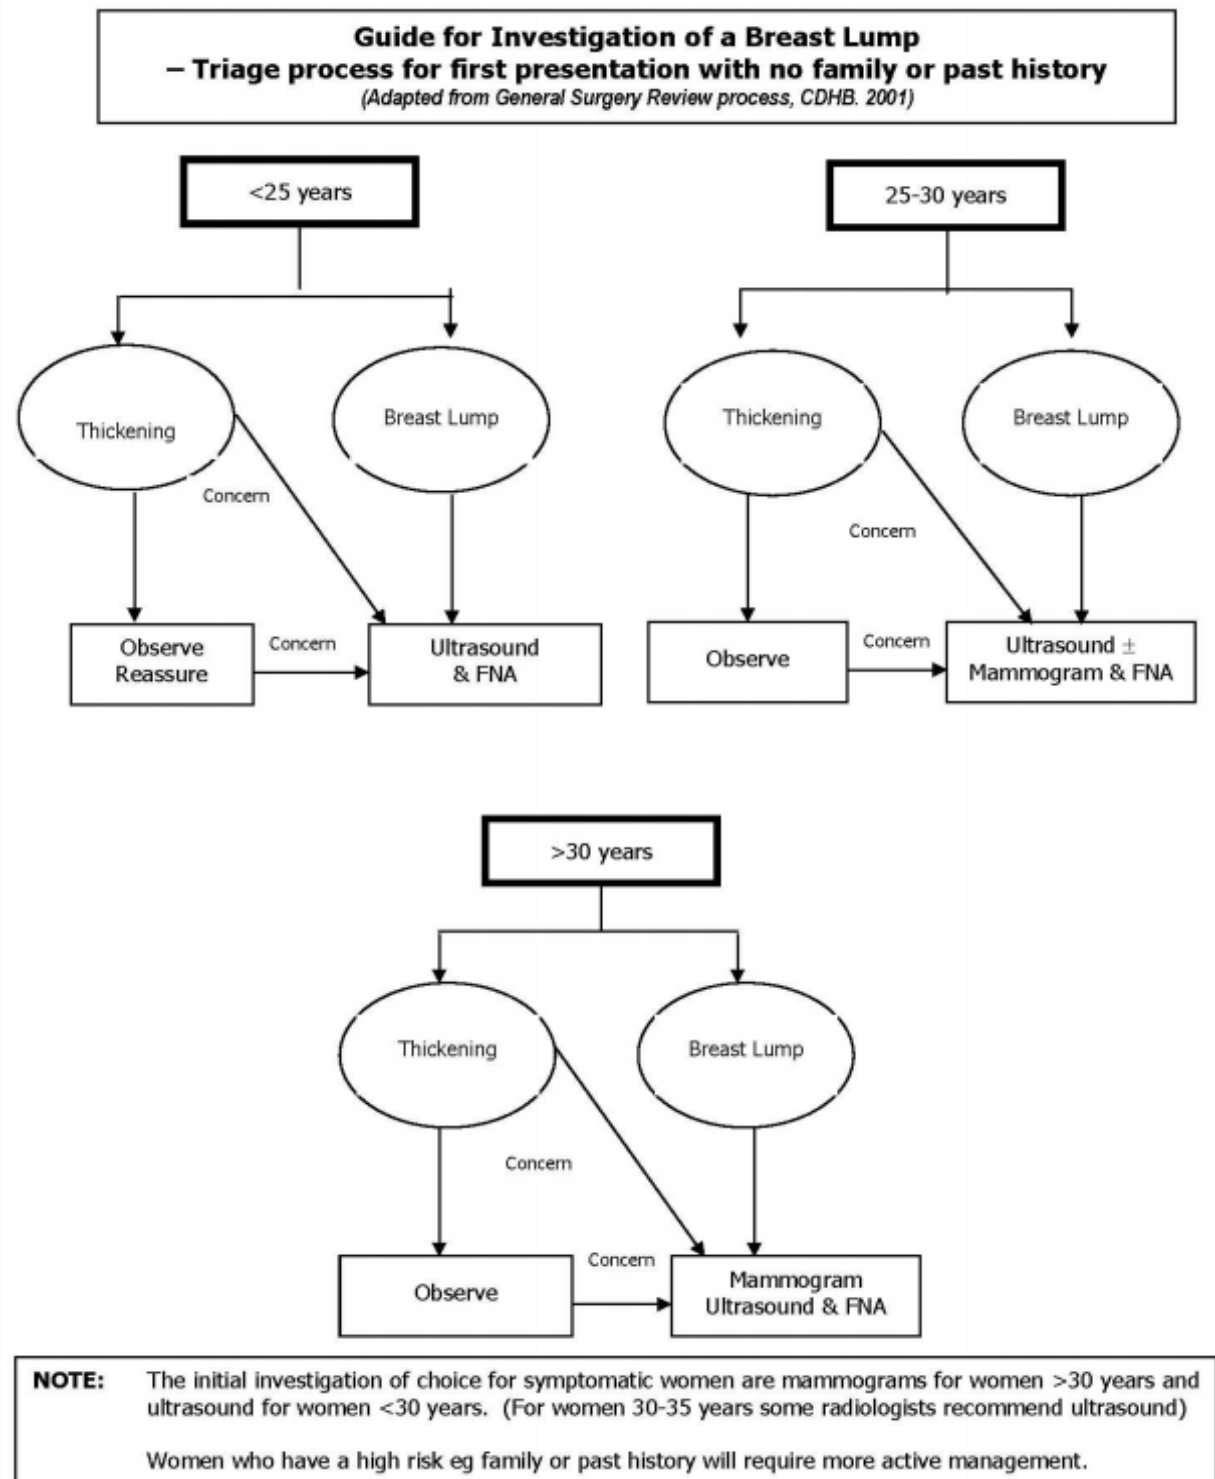 Guide for Investigation of a Breast Lump
– Triage process for first presentation with no family or past history
(Adapted from General Surgery Review process, CDHB. 2001)
<25 years
Thickening
Breast Lump
Concern
Observe
Reassure
Concern
Ultrasound
& FNA
25-30 years
Thickening
Breast Lump
Concern
Observe
Concern
Ultrasound ±
Mammogram & FNA
>30 years
Thickening
Breast Lump
Concern
Observe
Concern
Mammogram
Ultrasound & FNA
NOTE: The initial investigation of choice for symptomatic women are mammograms for women >30 years and
ultrasound for women <30 years. (For women 30-35 years some radiologists recommend ultrasound)
Women who have a high risk eg family or past history will require more active management.